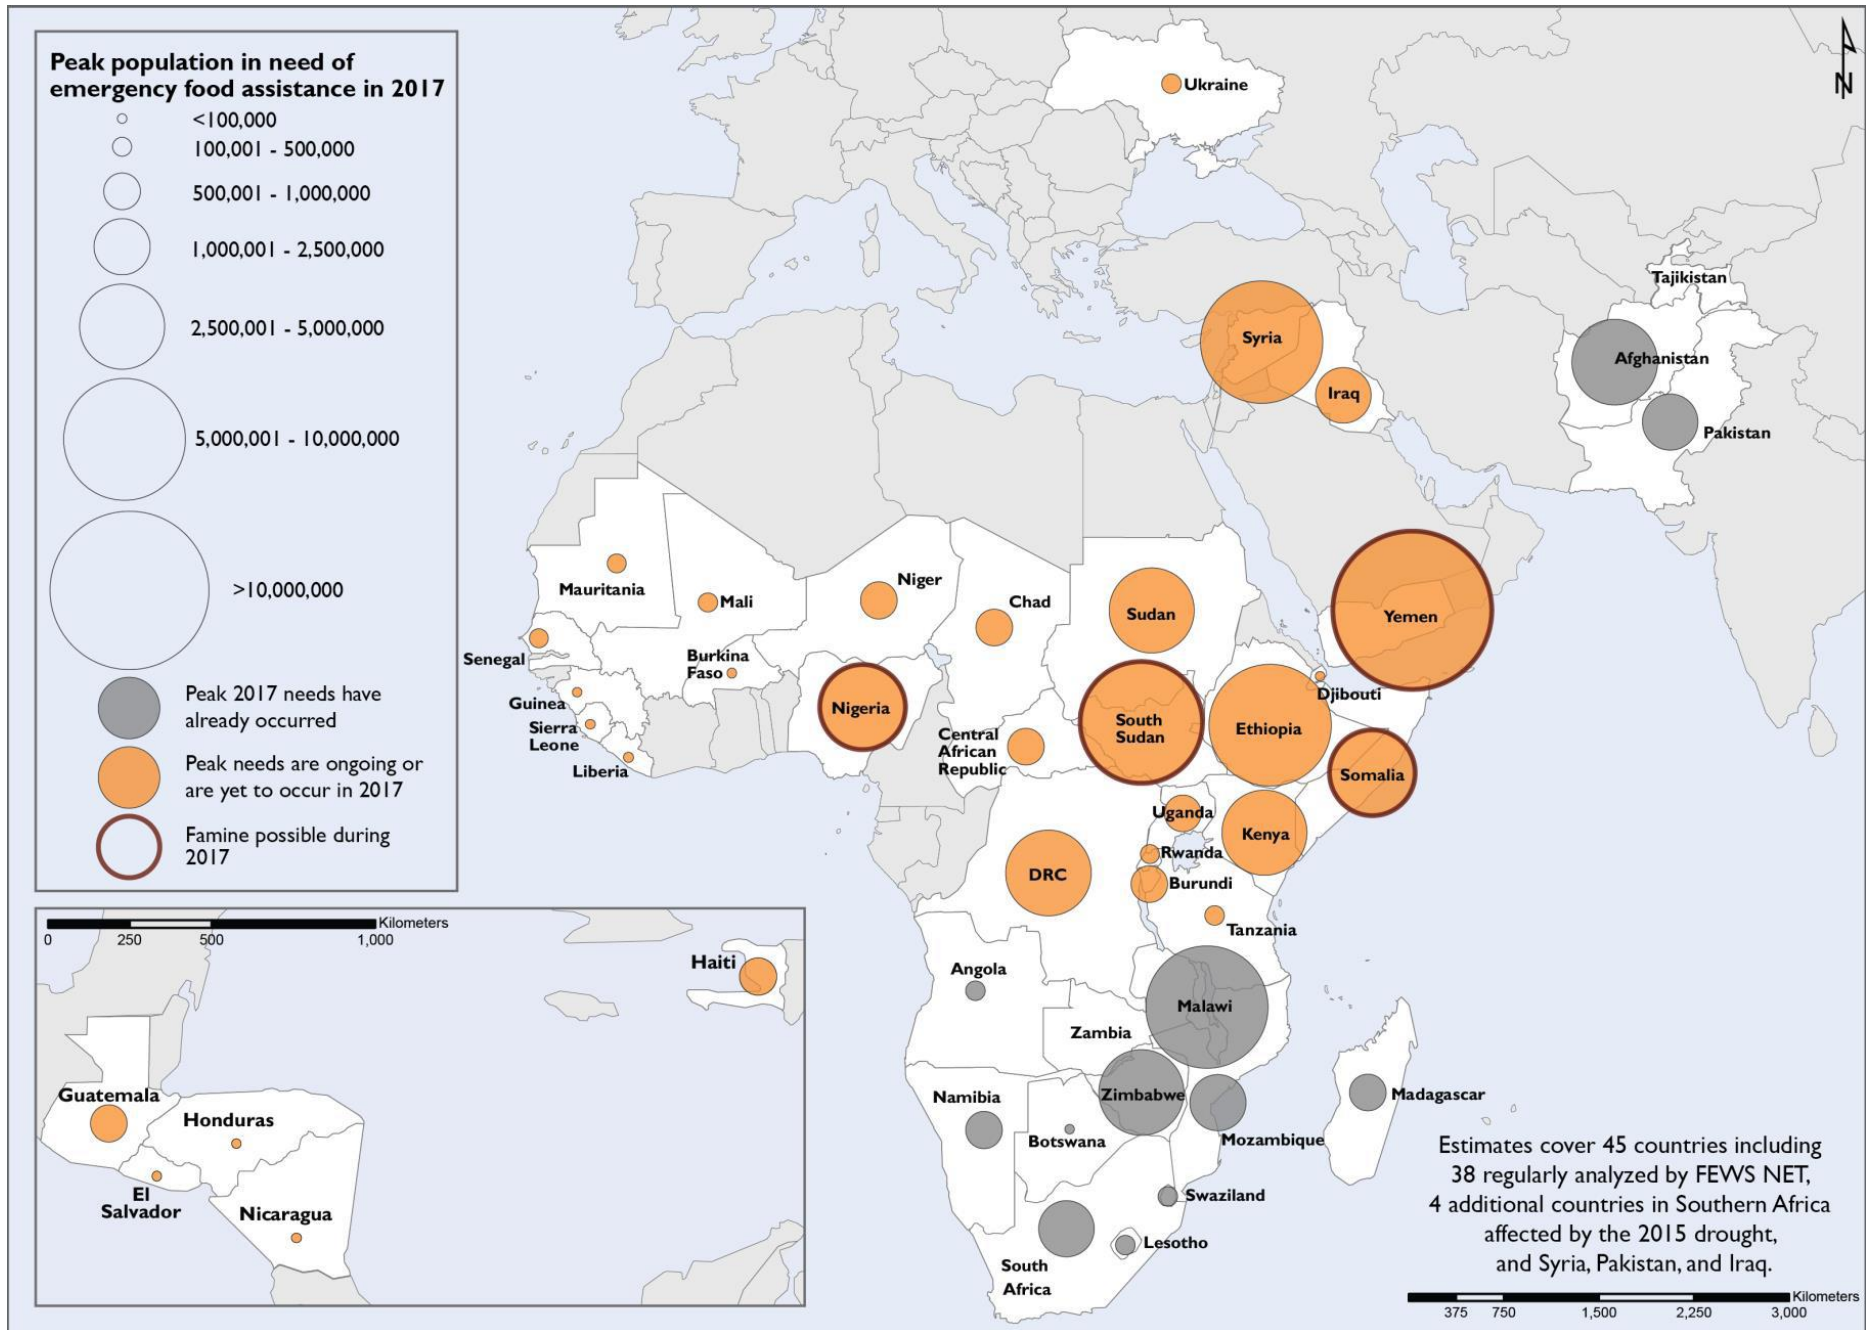 Peak population in need of
emergency food assistance in 2017
<100,000
100,001 - 500,000
500,001 - 1,000,000
1,000,001 - 2,500,000
2,500,001 - 5,000,000
5,000,001 - 10,000,000
>10,000,000
Peak 2017 needs have
already occurred
Peak needs are ongoing or
are yet to occur in 2017
Famine possible during
2017
N
Ukraine
Tajikistan
Syria
Afghanistan
Iraq
Pakistan
Mauritania
Mali
Niger
Chad
Sudan
Yemen
Senegal
Burkina
Faso
Djibouti
Guinea
Nigeria
South
Sudan
Ethiopia
Sierra
Leone
Central
African
Republic
Liberia
Somalia
Uganda
Kenya
Rwanda
DRC
Burundi
Tanzania
Angola
Malawi
Zambia
Namibia
Zimbabwe
Madagascar
Botswana
Mozambique
Swaziland
Lesotho
South
Africa
Kilometers
0 250 500 1,000
Haiti
Guatemala
Honduras
El
Salvador
Nicaragua
Estimates cover 45 countries including
38 regularly analyzed by FEWS NET,
4 additional countries in Southern Africa
affected by the 2015 drought,
and Syria, Pakistan, and Iraq.
Kilometers
375 750 1,500 2,250 3,000